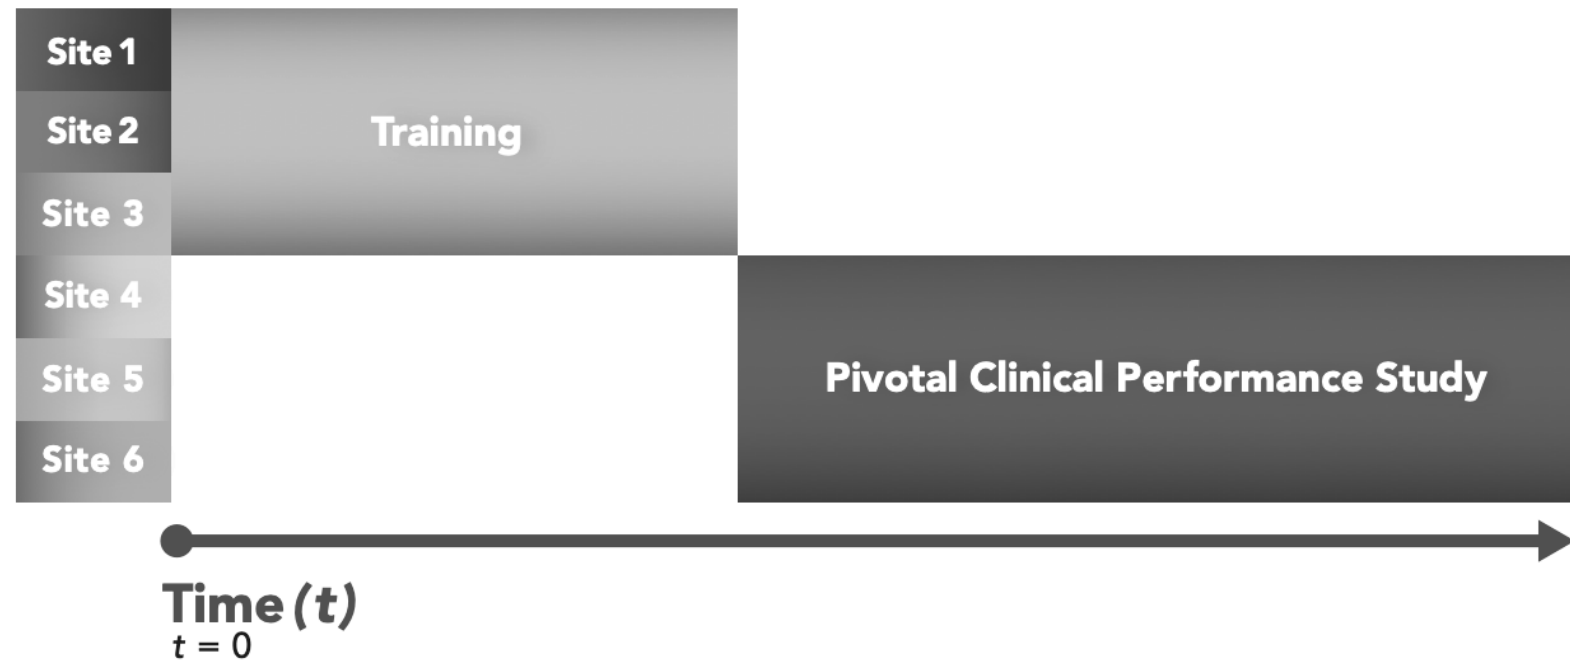 Site 1
Site 2
Training
Site 3
Site 4
Site 5
Pivotal Clinical Performance Study
Site 6
Time (t)
t = 0